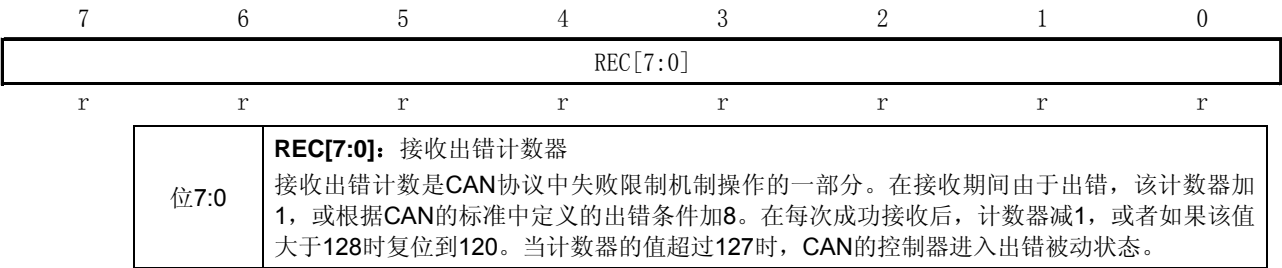 7 6 5 4 3 2 1 0
REC[7:0]
r r r r r r r r
REC[7:0]：接收出错计数器
位7:0
接收出错计数是CAN协议中失败限制机制操作的一部分。在接收期间由于出错，该计数器加
1，或根据CAN的标准中定义的出错条件加8。在每次成功接收后，计数器减1，或者如果该值
大于128时复位到120。当计数器的值超过127时，CAN的控制器进入出错被动状态。